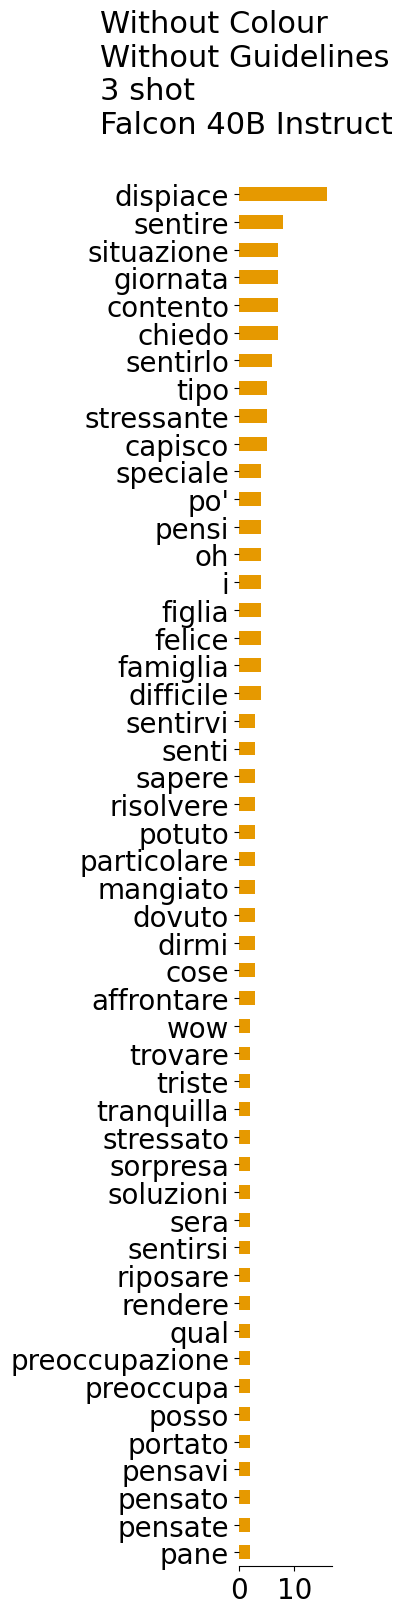 Without Colour
Without Guidelines
3 shot
Falcon 40B Instruct
dispiace
sentire
situazione
giornata
contento
chiedo
sentirlo
tipo
stressante
capisco
speciale
po'
pensi
oh
i
figlia
felice
famiglia
difficile
sentirvi
senti
sapere
risolvere
potuto
particolare
mangiato
dovuto
dirmi
cose
affrontare
wow
trovare
triste
tranquilla
stressato
sorpresa
soluzioni
sera
sentirsi
riposare
rendere
qual
preoccupazione
preoccupa
posso
portato
pensavi
pensato
pensate
pane
0 10